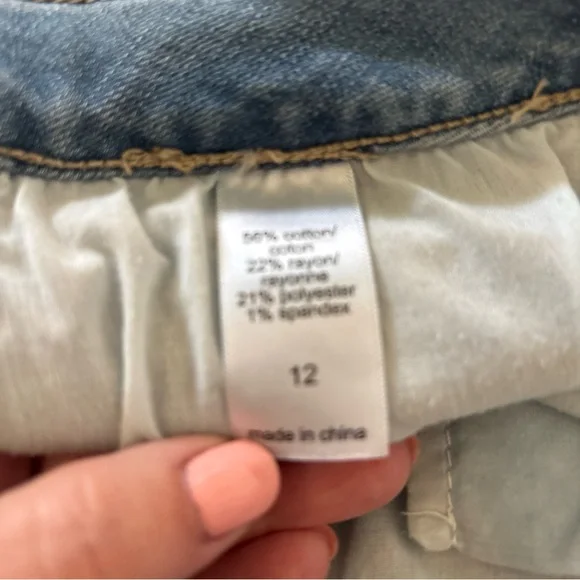 56% cotton/
coton
22% rayon/
rayonne
21% polyester
1% spandex
12
made in china